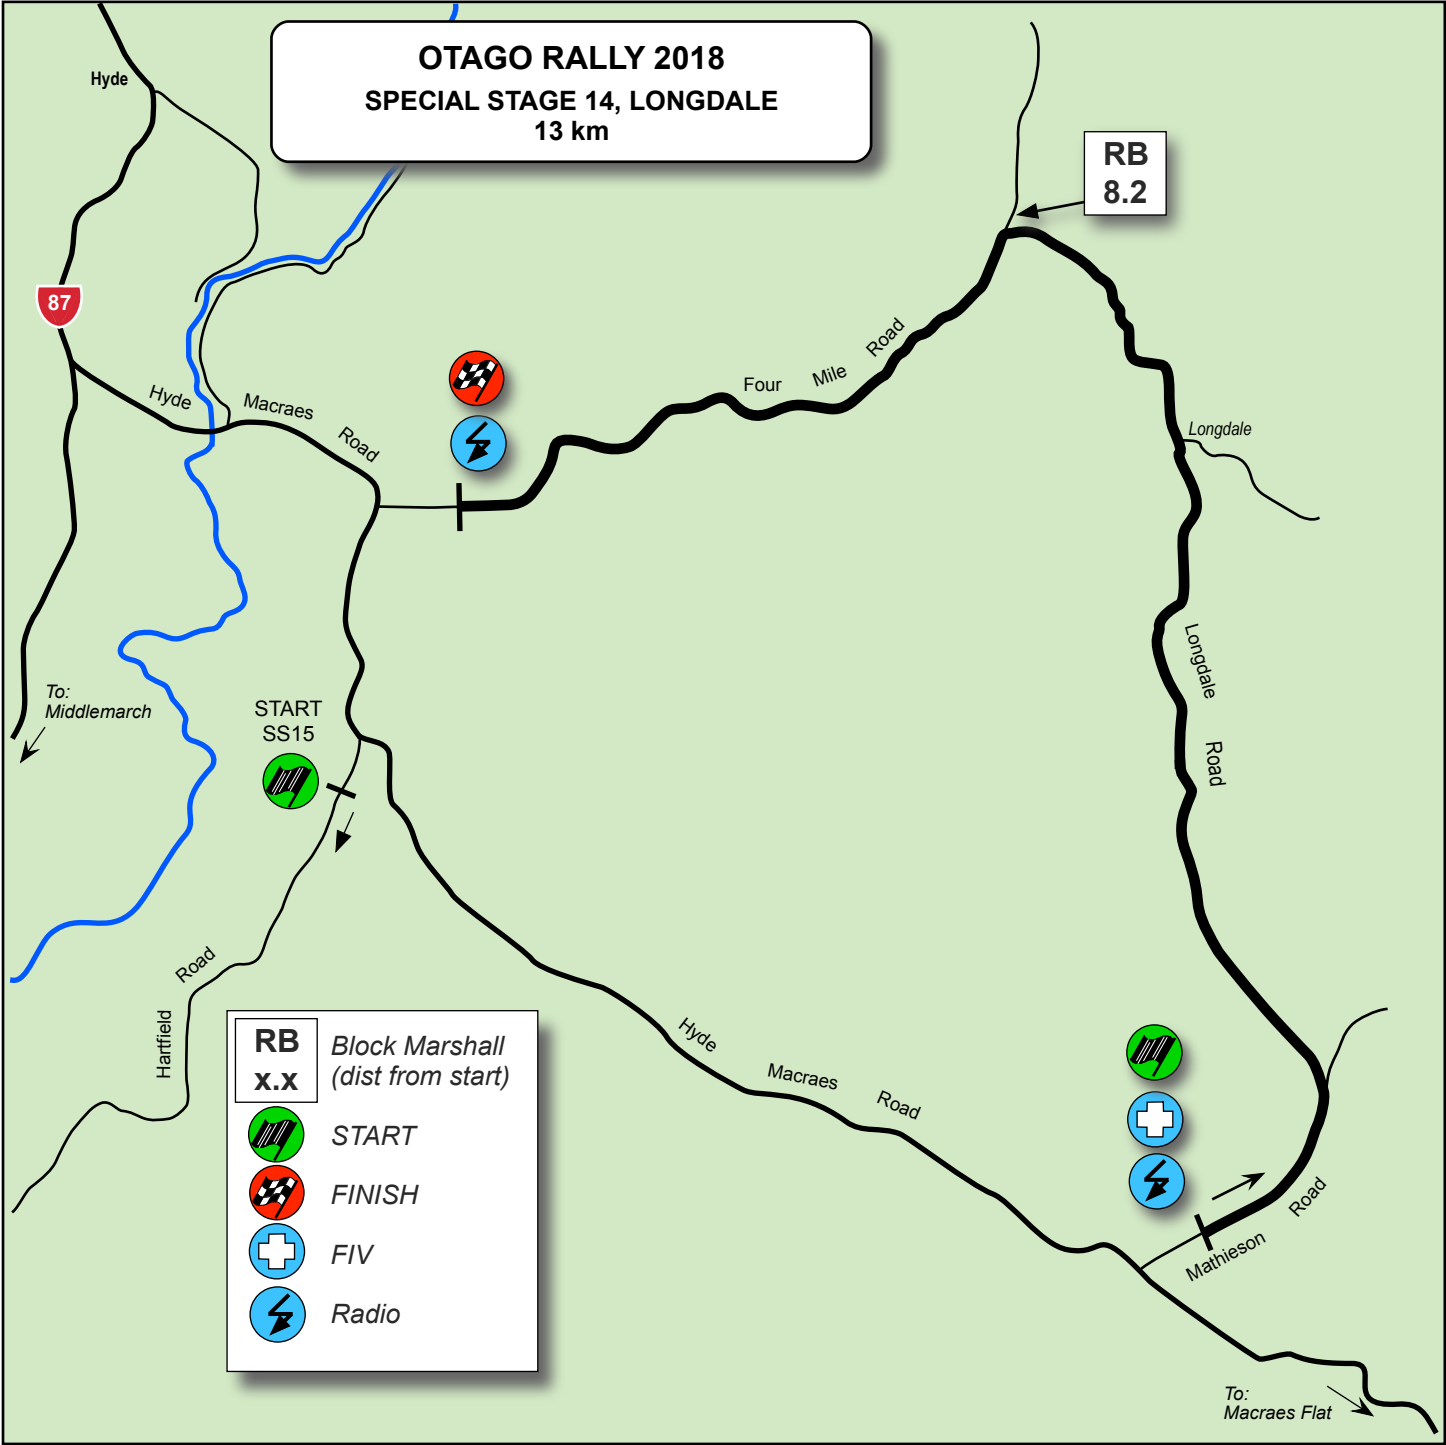 OTAGO RALLY 2018
SPECIAL STAGE 14, LONGDALE
13 km
Hyde
RB
8.2
87
Hyde
Macraes
Road
Four
Mile
Road
Longdale
Longdale
Road
To:
Middlemarch
START
SS15
Road
Hartfield
Hyde
Macraes
Road
Road
Mathieson
RB
x.x
Block Marshall
(dist from start)
START
FINISH
FIV
Radio
To:
Macraes Flat